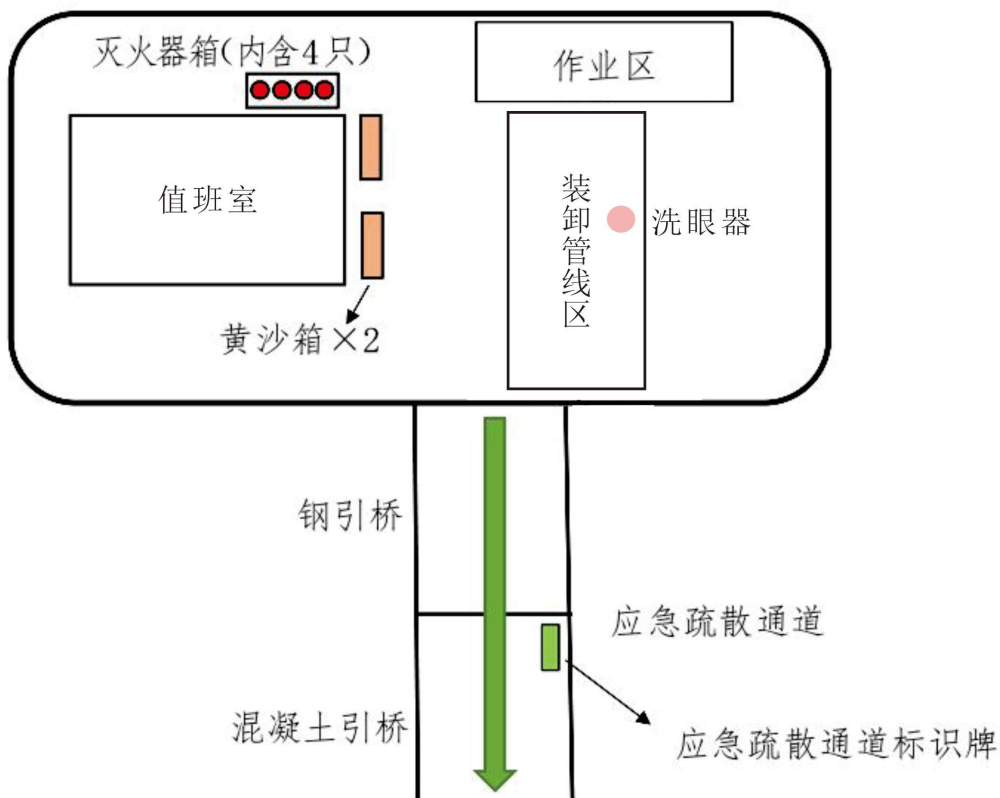 灭火器箱(内含4只)
作业区
值班室
装卸管线区
洗眼器
黄沙箱×2
钢引桥
应急疏散通道
混凝土引桥
应急疏散通道标识牌